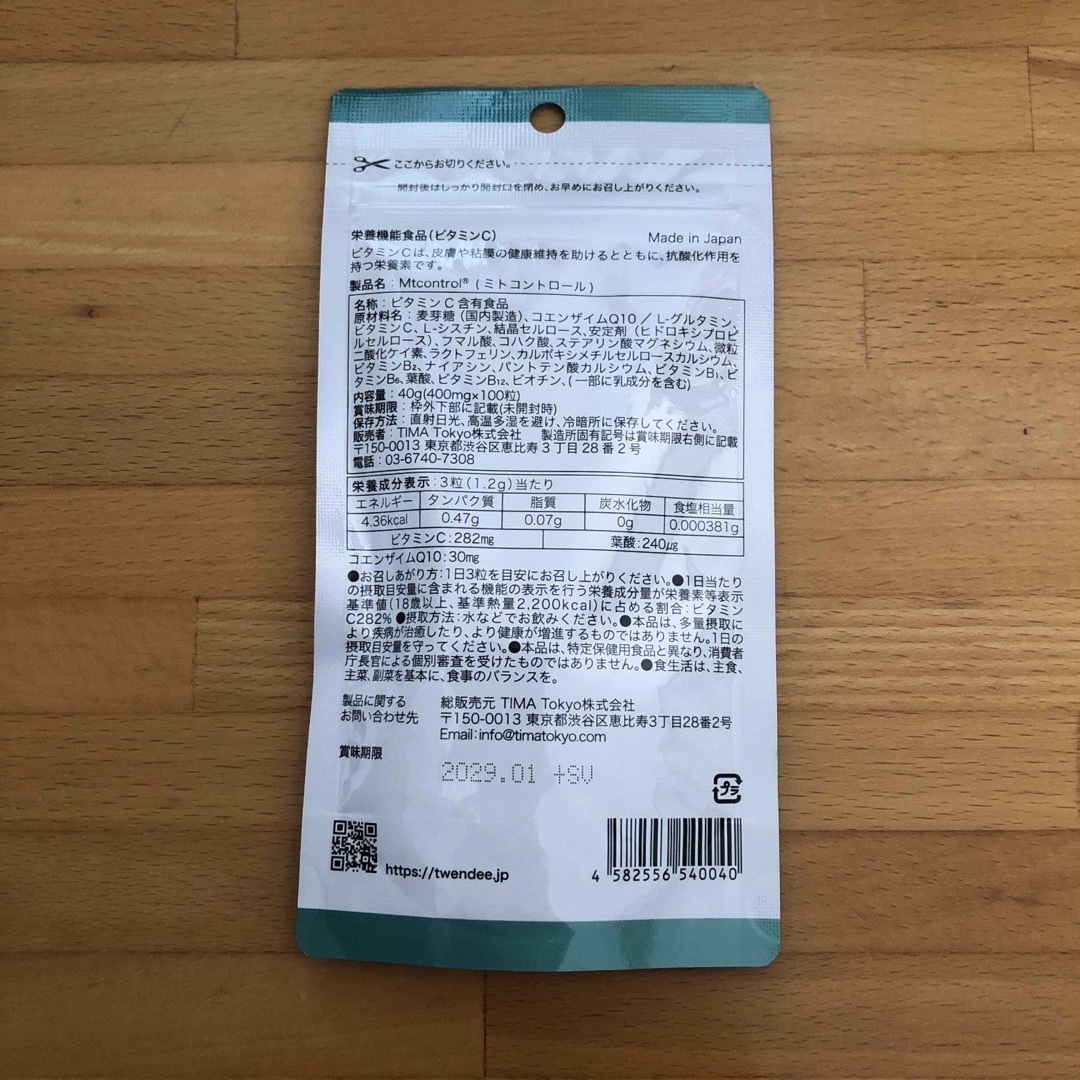 ここからお切りください。
開封後はしっかり開封口を閉め、お早めにお召し上がりください。
栄養機能食品(ビタミンC)
Made in Japan
ビタミンCは、皮膚や粘膜の健康維持を助けるとともに、抗酸化作用を
持つ栄養素です。
製品名：Mtcontrol®（ミトコントロール）
名称：ビタミンC含有食品
原材料名：麦芽糖（国内製造）、コエンザイムQ10／L-グルタミン、
ビタミンC、L-シスチン、結晶セルロース、安定剤（ヒドロキシプロピ
ルセルロース）、フマル酸、コハク酸、ステアリン酸マグネシウム、微粒
二酸化ケイ素、ラクトフェリン、カルボキシメチルセルロースカルシウム、
ビタミンB₂、ナイアシン、パントテン酸カルシウム、ビタミンB₁、ビ
タミンB₆、葉酸、ビタミンB₁₂、ビオチン、(一部に乳成分を含む)
内容量：40g(400mg×100粒)
賞味期限：枠外下部に記載(未開封時)
保存方法：直射日光、高温多湿を避け、冷暗所に保存してください。
販売者：TIMA Tokyo株式会社　製造所固有記号は賞味期限右側に記載
〒150-0013 東京都渋谷区恵比寿3丁目28番2号
電話：03-6740-7308
栄養成分表示：3粒(1.2g)当たり
エネルギー タンパク質 脂質 炭水化物 食塩相当量
4.36kcal 0.47g 0.07g 0g 0.000381g
ビタミンC：282mg 葉酸：240μg
コエンザイムQ10：30mg
●お召しあがり方：1日3粒を目安にお召し上がりください。●1日当たり
の摂取目安量に含まれる機能の表示を行う栄養成分量が栄養素等表示
基準値(18歳以上、基準熱量2,200kcal)に占める割合：ビタミン
C282% ●摂取方法：水などでお飲みください。●本品は、多量摂取に
より疾病が治癒したり、より健康が増進するものではありません。1日の
摂取目安量を守ってください。●本品は、特定保健用食品と異なり、消費者
庁長官による個別審査を受けたものではありません。●食生活は、主食、
主菜、副菜を基本に、食事のバランスを。
製品に関する
お問い合わせ先
総販売元 TIMA Tokyo株式会社
〒150-0013 東京都渋谷区恵比寿3丁目28番2号
Email：info@timatokyo.com
賞味期限
2029.01 +SV
プラ
https://twendee.jp
4 582556 540040